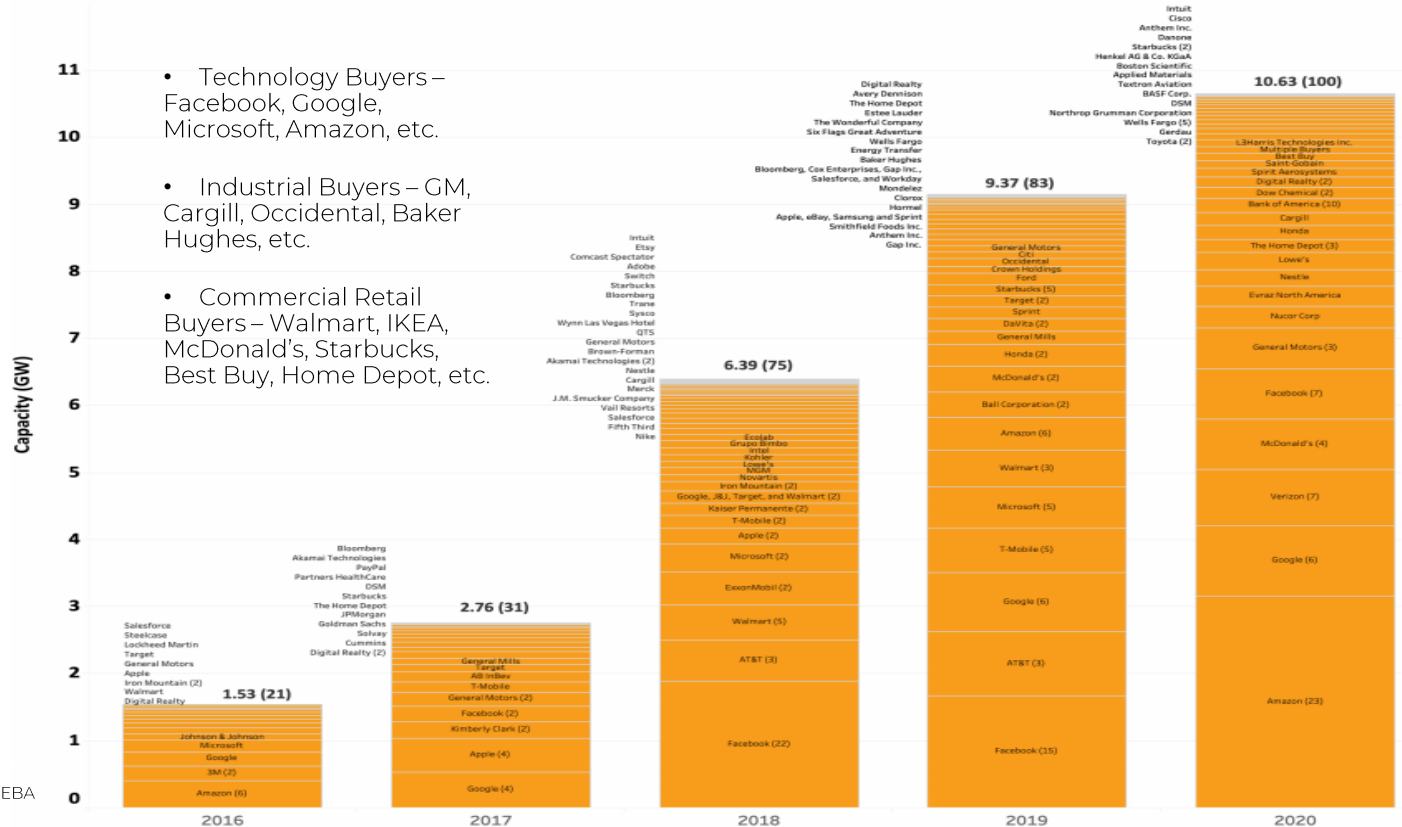 • Technology Buyers –
Facebook, Google,
Microsoft, Amazon, etc.
• Industrial Buyers – GM,
Cargill, Occidental, Baker
Hughes, etc.
• Commercial Retail
Buyers – Walmart, IKEA,
McDonald’s, Starbucks,
Best Buy, Home Depot, etc.
Capacity (GW)
11
10
9
8
7
6
5
4
3
2
1
0
EBA
Salesforce
Steelcase
Lockheed Martin
Target
General Motors
Apple
Iron Mountain (2)
Walmart
Digital Realty
1.53 (21)
Johnson & Johnson
Microsoft
Google
3M (2)
Amazon (6)
2016
Bloomberg
Akamai Technologies
PayPal
Partners HealthCare
DSM
Starbucks
The Home Depot
JPMorgan
Goldman Sachs
Solvay
Cummins
Digital Realty (2)
2.76 (31)
General Mills
Target
AB InBev
T-Mobile
General Motors (2)
Facebook (2)
Kimberly Clark (2)
Apple (4)
Google (4)
2017
Intuit
Etsy
Comcast Spectator
Adobe
Switch
Starbucks
Bloomberg
Trane
Sysco
Wynn Las Vegas Hotel
QTS
General Motors
Brown-Forman
Akamai Technologies (2)
Nestle
Cargill
Merck
J.M. Smucker Company
Vail Resorts
Salesforce
Fifth Third
Nike
6.39 (75)
Ecolab
Grupo Bimbo
Intel
Kohler
Lowe's
MGM
Novartis
Iron Mountain (2)
Google, J&J, Target, and Walmart (2)
Kaiser Permanente (2)
T-Mobile (2)
Apple (2)
Microsoft (2)
ExxonMobil (2)
Walmart (5)
AT&T (3)
Facebook (22)
2018
Digital Realty
Avery Dennison
The Home Depot
Estee Lauder
The Wonderful Company
Six Flags Great Adventure
Wells Fargo
Energy Transfer
Baker Hughes
Bloomberg, Cox Enterprises, Gap Inc.,
Salesforce, and Workday
Mondelez
Clorox
Hormel
Apple, eBay, Samsung and Sprint
Smithfield Foods Inc.
Anthem Inc.
Gap Inc.
9.37 (83)
General Motors
Citi
Occidental
Crown Holdings
Ford
Starbucks (5)
Target (2)
Sprint
DaVita (2)
General Mills
Honda (2)
McDonald's (2)
Ball Corporation (2)
Amazon (6)
Walmart (3)
Microsoft (5)
T-Mobile (5)
Google (6)
AT&T (3)
Facebook (15)
2019
Intuit
Cisco
Anthem Inc.
Danone
Starbucks (2)
Henkel AG & Co. KGaA
Boston Scientific
Applied Materials
Textron Aviation
BASF Corp.
DSM
Northrop Grumman Corporation
Wells Fargo (5)
Gerdau
Toyota (2)
10.63 (100)
L3Harris Technologies Inc.
Multiple Buyers
Best Buy
Saint-Gobain
Spirit Aerosystems
Digital Realty (2)
Dow Chemical (2)
Bank of America (10)
Cargill
Honda
The Home Depot (3)
Lowe's
Nestle
Evraz North America
Nucor Corp
General Motors (3)
Facebook (7)
McDonald's (4)
Verizon (7)
Google (6)
Amazon (23)
2020